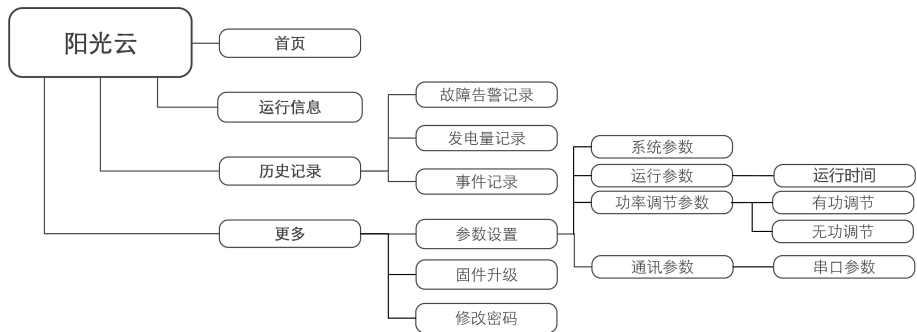 阳光云
首页
运行信息
历史记录
故障告警记录
发电量记录
事件记录
更多
参数设置
系统参数
运行参数
运行时间
功率调节参数
有功调节
无功调节
通讯参数
串口参数
固件升级
修改密码